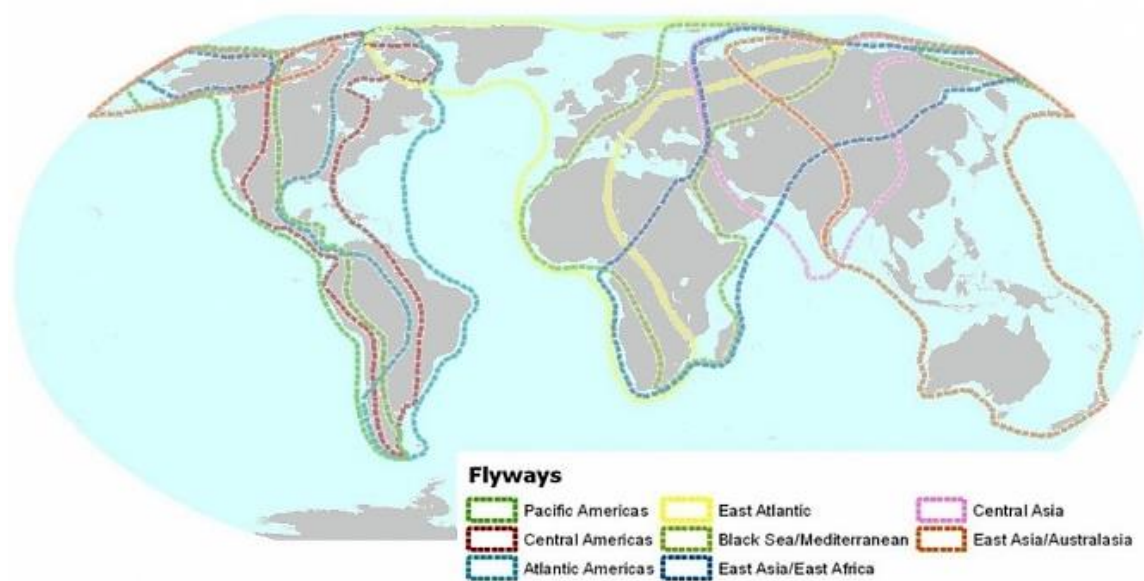 Flyways
Pacific Americas
East Atlantic
Central Asia
Central Americas
Black Sea/Mediterranean
East Asia/Australasia
Atlantic Americas
East Asia/East Africa